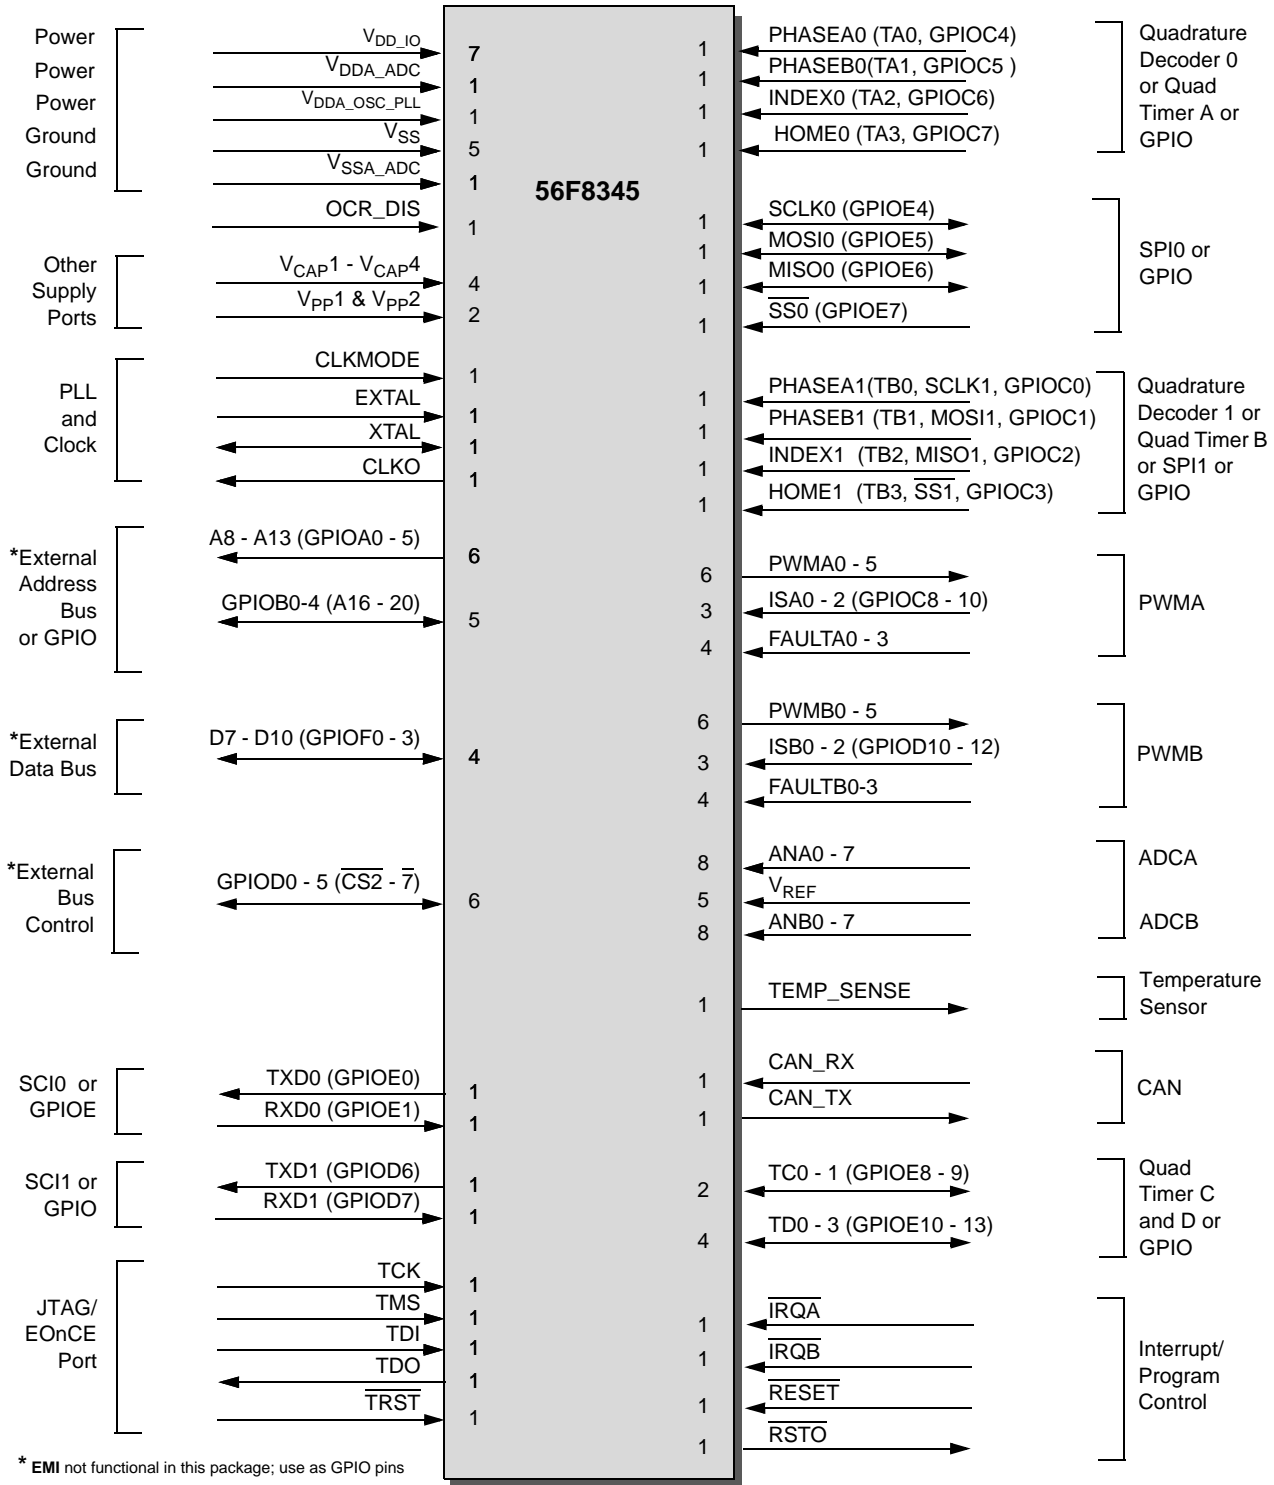 56F8345
Power
V_DD_IO
7
Power
V_DDA_ADC
1
Power
V_DDA_OSC_PLL
1
Ground
V_SS
5
Ground
V_SSA_ADC
1
OCR_DIS
1
Other
Supply
Ports
V_CAP1 - V_CAP4
4
V_PP1 & V_PP2
2
PLL
and
Clock
CLKMODE
1
EXTAL
1
XTAL
1
CLKO
1
*External
Address
Bus
or GPIO
A8 - A13 (GPIOA0 - 5)
6
GPIOB0-4 (A16 - 20)
5
*External
Data Bus
D7 - D10 (GPIOF0 - 3)
4
*External
Bus
Control
GPIOD0 - 5 (C̅S̅2̅ - 7̅)
6
SCI0 or
GPIOE
TXD0 (GPIOE0)
1
RXD0 (GPIOE1)
1
SCI1 or
GPIO
TXD1 (GPIOD6)
1
RXD1 (GPIOD7)
1
JTAG/
EOnCE
Port
TCK
1
TMS
1
TDI
1
TDO
1
T̅R̅S̅T̅
1
* EMI not functional in this package; use as GPIO pins
1
PHASEA0 (TA0, GPIOC4)
1
PHASEB0(TA1, GPIOC5 )
1
INDEX0 (TA2, GPIOC6)
1
HOME0 (TA3, GPIOC7)
Quadrature
Decoder 0
or Quad
Timer A or
GPIO
1
SCLK0 (GPIOE4)
1
MOSI0 (GPIOE5)
1
MISO0 (GPIOE6)
1
S̅S̅0̅ (GPIOE7)
SPI0 or
GPIO
1
PHASEA1(TB0, SCLK1, GPIOC0)
1
PHASEB1 (TB1, MOSI1, GPIOC1)
1
INDEX1 (TB2, MISO1, GPIOC2)
1
HOME1 (TB3, S̅S̅1̅, GPIOC3)
Quadrature
Decoder 1 or
Quad Timer B
or SPI1 or
GPIO
6
PWMA0 - 5
3
ISA0 - 2 (GPIOC8 - 10)
4
FAULTA0 - 3
PWMA
6
PWMB0 - 5
3
ISB0 - 2 (GPIOD10 - 12)
4
FAULTB0-3
PWMB
8
ANA0 - 7
5
V_REF
8
ANB0 - 7
ADCA
ADCB
1
TEMP_SENSE
Temperature
Sensor
1
CAN_RX
1
CAN_TX
CAN
2
TC0 - 1 (GPIOE8 - 9)
4
TD0 - 3 (GPIOE10 - 13)
Quad
Timer C
and D or
GPIO
1
I̅R̅Q̅A̅
1
I̅R̅Q̅B̅
1
R̅E̅S̅E̅T̅
1
R̅S̅T̅O̅
Interrupt/
Program
Control